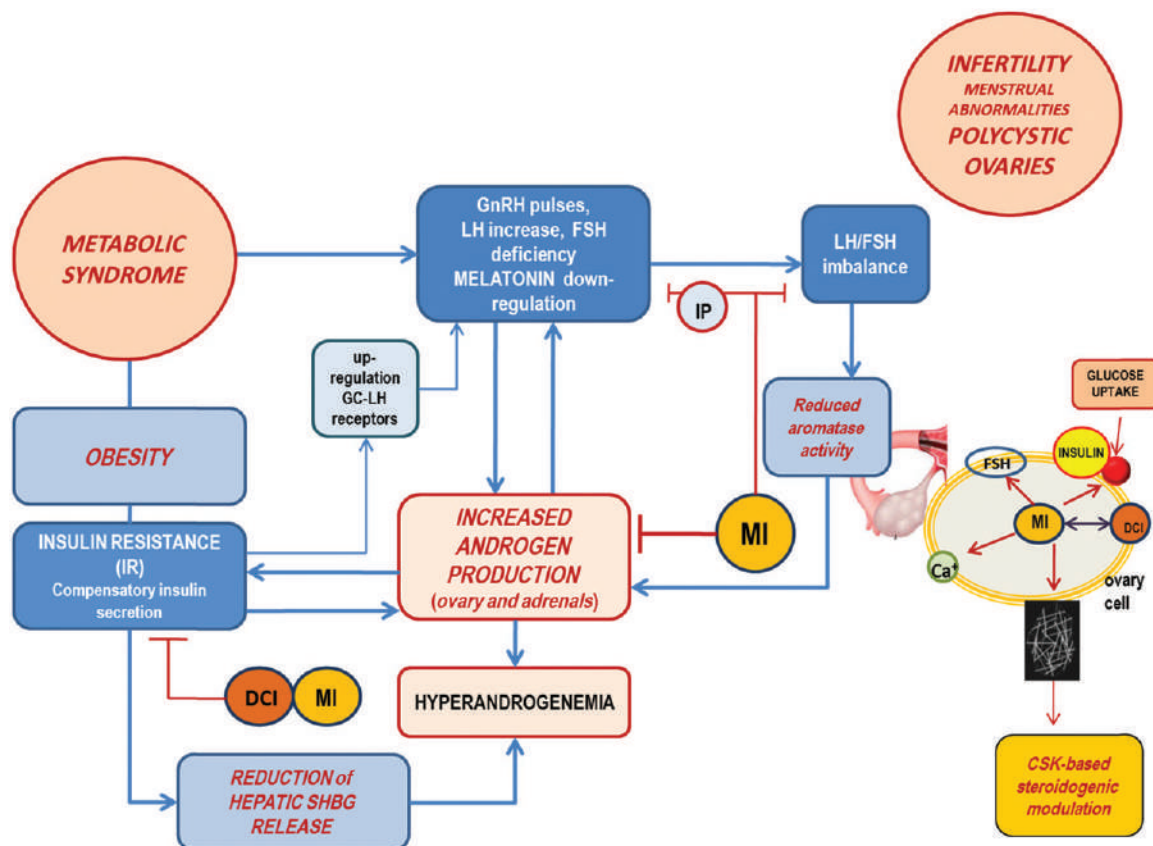 INFERTILITY
MENSTRUAL
ABNORMALITIES
POLYCYSTIC
OVARIES
METABOLIC
SYNDROME
GnRH pulses,
LH increase, FSH
deficiency
MELATONIN down-
regulation
LH/FSH
imbalance
IP
up-
regulation
GC-LH
receptors
OBESITY
Reduced
aromatase
activity
GLUCOSE
UPTAKE
INSULIN
FSH
MI
DCI
Ca⁺
ovary
cell
INSULIN RESISTANCE
(IR)
Compensatory insulin
secretion
INCREASED
ANDROGEN
PRODUCTION
(ovary and adrenals)
MI
DCI
MI
HYPERANDROGENEMIA
REDUCTION of
HEPATIC SHBG
RELEASE
CSK-based
steroidogenic
modulation